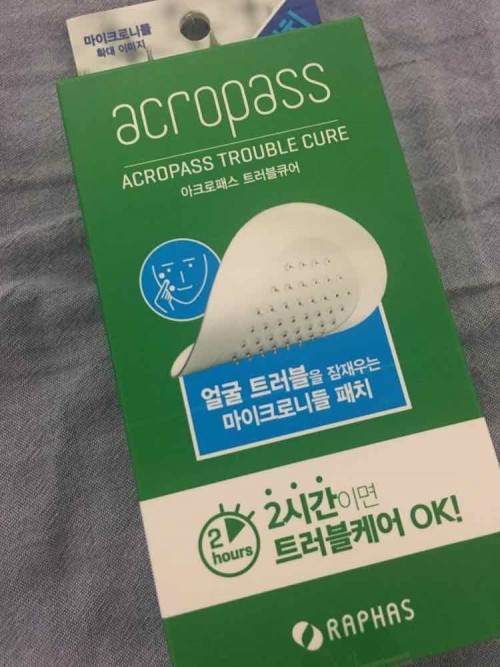 마이크로니들
확대 이미지
acropass
ACROPASS TROUBLE CURE
아크로패스 트러블큐어
얼굴 트러블을 잠재우는
마이크로니들 패치
2
hours
2시간이면
트러블케어 OK!
RAPHAS